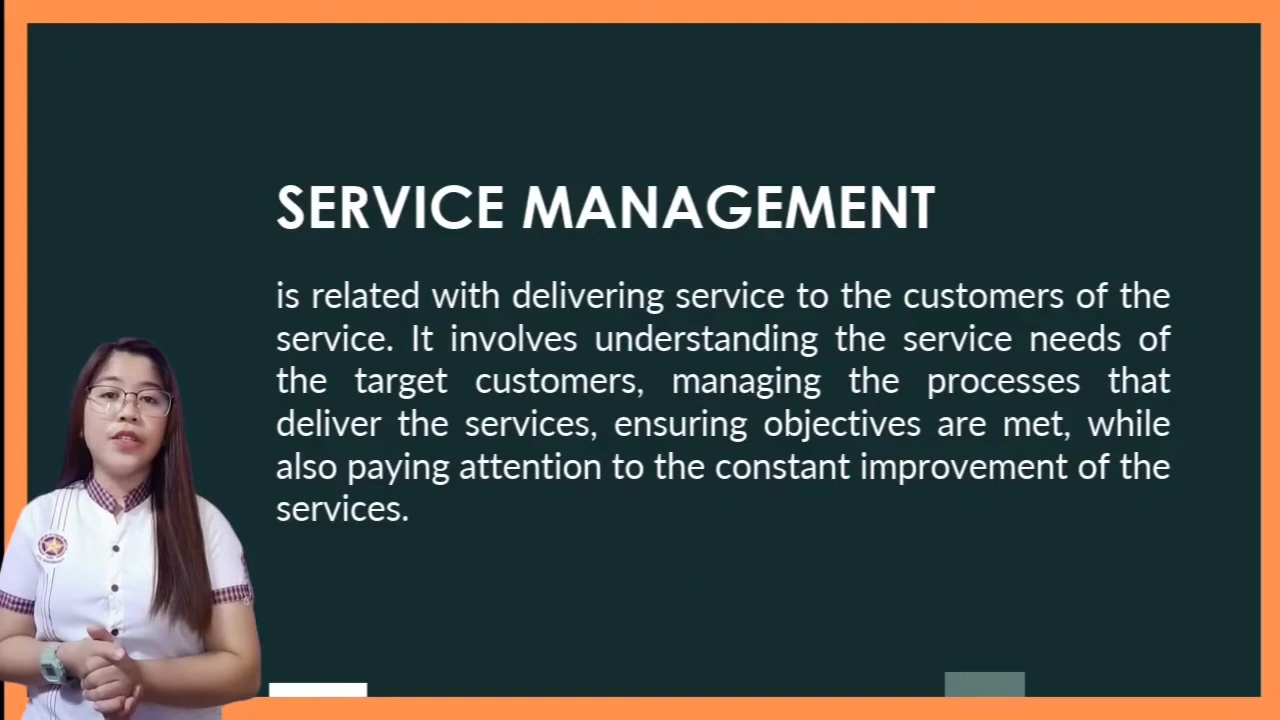 SERVICE MANAGEMENT
is related with delivering service to the customers of the
service. It involves understanding the service needs of
the target customers, managing the processes that
deliver the services, ensuring objectives are met, while
also paying attention to the constant improvement of the
services.